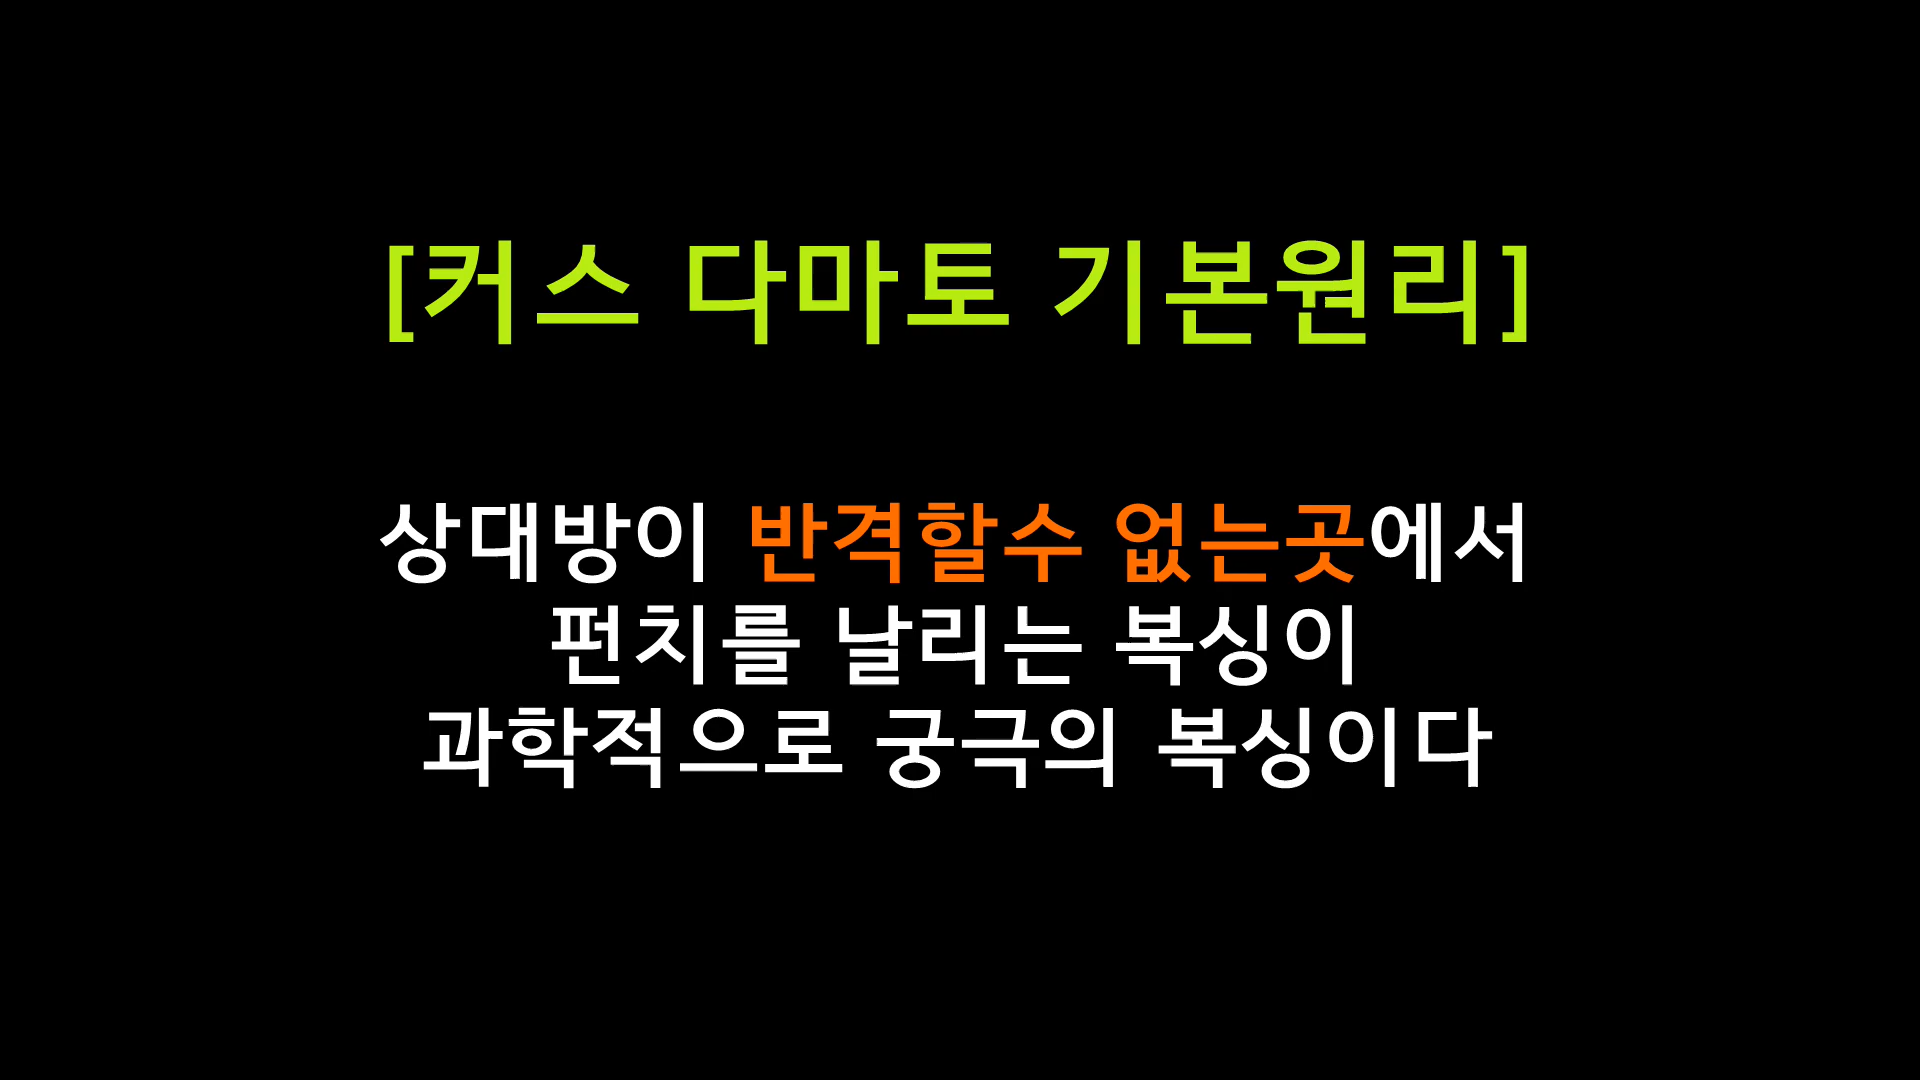 [커스 다마토 기본원리]
상대방이 반격할수 없는곳에서
펀치를 날리는 복싱이
과학적으로 궁극의 복싱이다